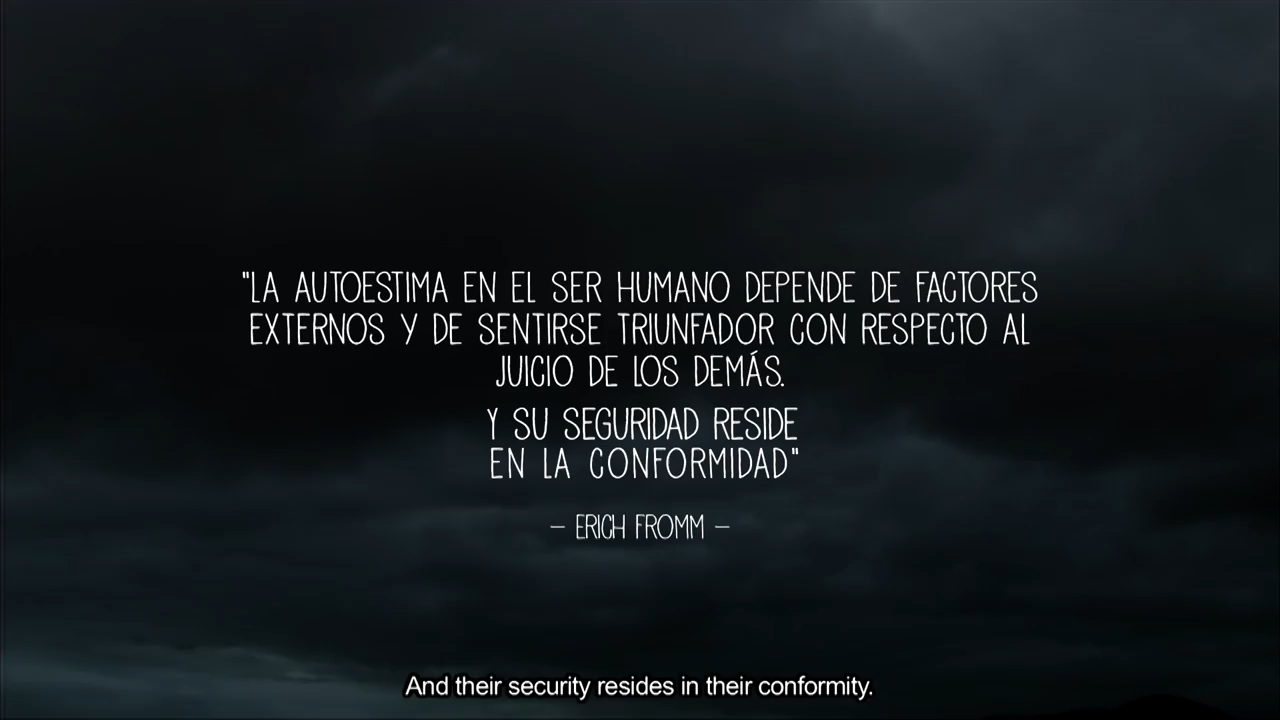 "LA AUTOESTIMA EN EL SER HUMANO DEPENDE DE FACTORES
EXTERNOS Y DE SENTIRSE TRIUNFADOR CON RESPECTO AL
JUICIO DE LOS DEMÁS.
Y SU SEGURIDAD RESIDE
EN LA CONFORMIDAD"
– ERICH FROMM –
And their security resides in their conformity.